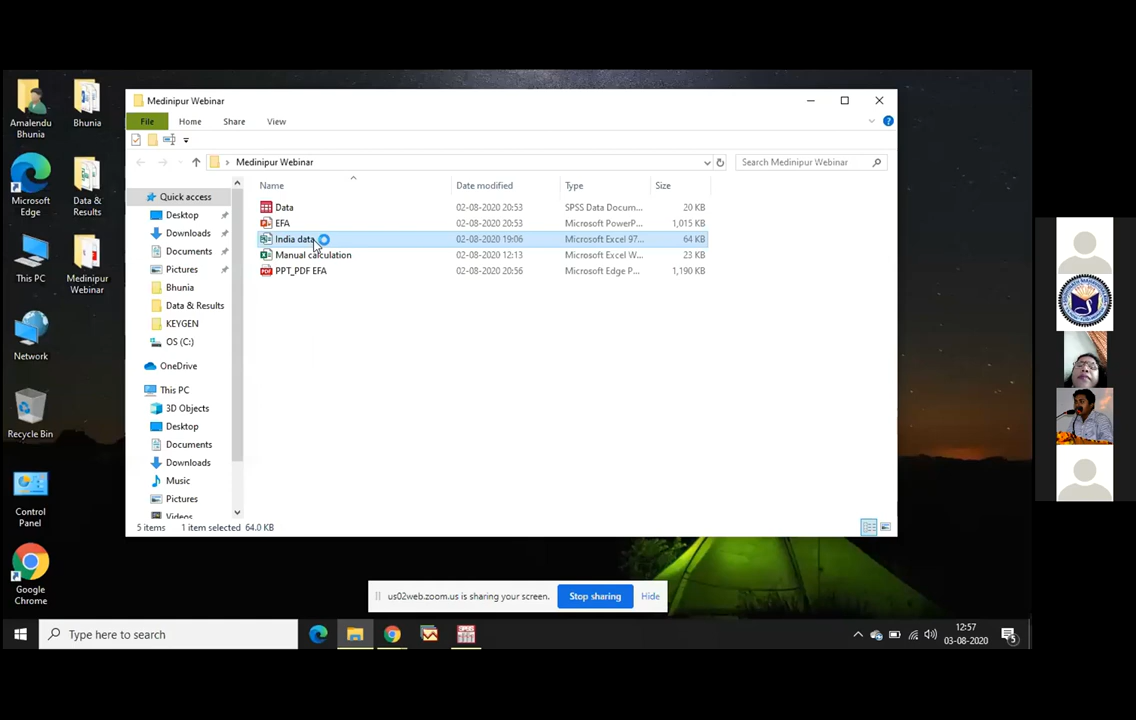 Amalendu
Bhunia
Bhunia
Microsoft
Edge
Data &
Results
This PC
Medinipur
Webinar
Network
Recycle Bin
Control
Panel
Google
Chrome
Medinipur Webinar
File Home Share View
Medinipur Webinar
Search Medinipur Webinar
Quick access
Desktop
Downloads
Documents
Pictures
Bhunia
Data & Results
KEYGEN
OS (C:)
OneDrive
This PC
3D Objects
Desktop
Documents
Downloads
Music
Pictures
Videos
Name Date modified Type Size
Data 02-08-2020 20:53 SPSS Data Docum... 20 KB
EFA 02-08-2020 20:53 Microsoft PowerP... 1,015 KB
India data 02-08-2020 19:06 Microsoft Excel 97... 64 KB
Manual calculation 02-08-2020 12:13 Microsoft Excel W... 23 KB
PPT_PDF EFA 02-08-2020 20:56 Microsoft Edge P... 1,190 KB
5 items 1 item selected 64.0 KB
us02web.zoom.us is sharing your screen. Stop sharing Hide
Type here to search
12:57
03-08-2020
5